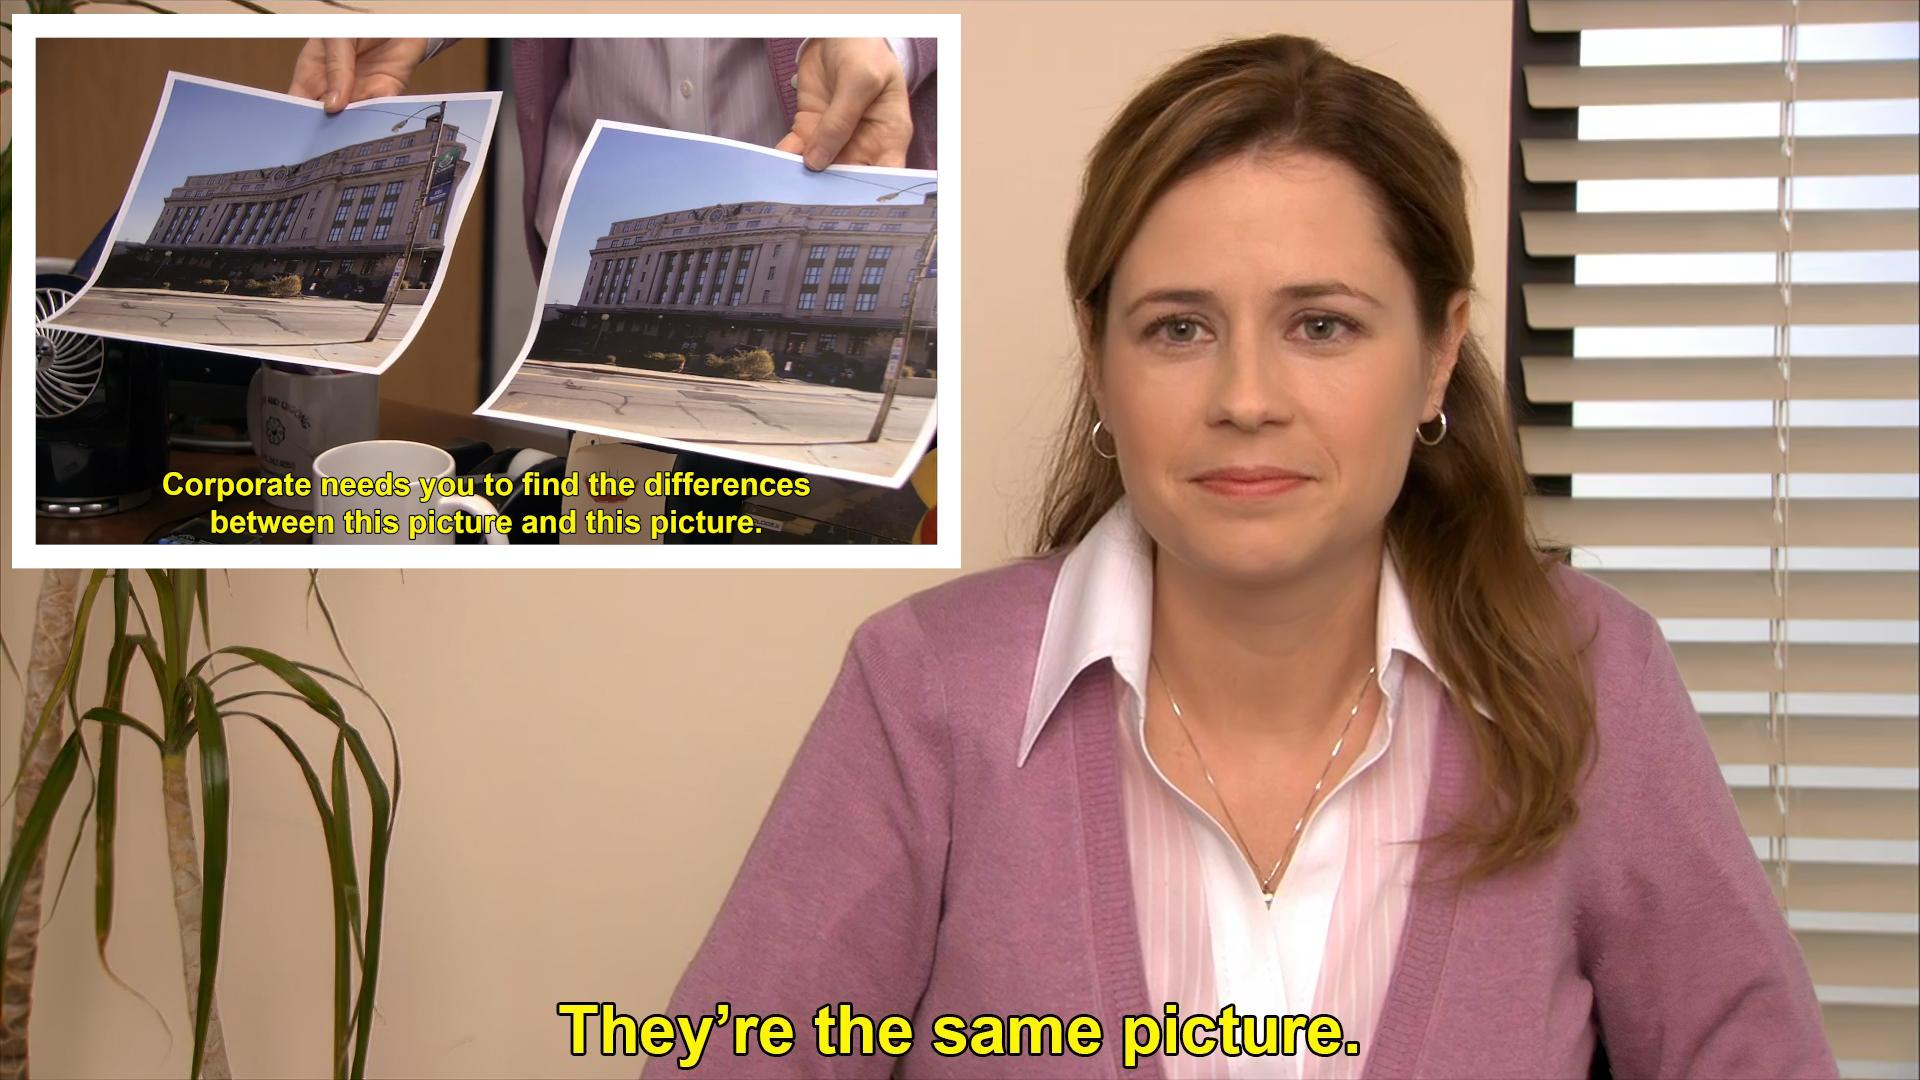 Corporate needs you to find the differences
between this picture and this picture.
They’re the same picture.